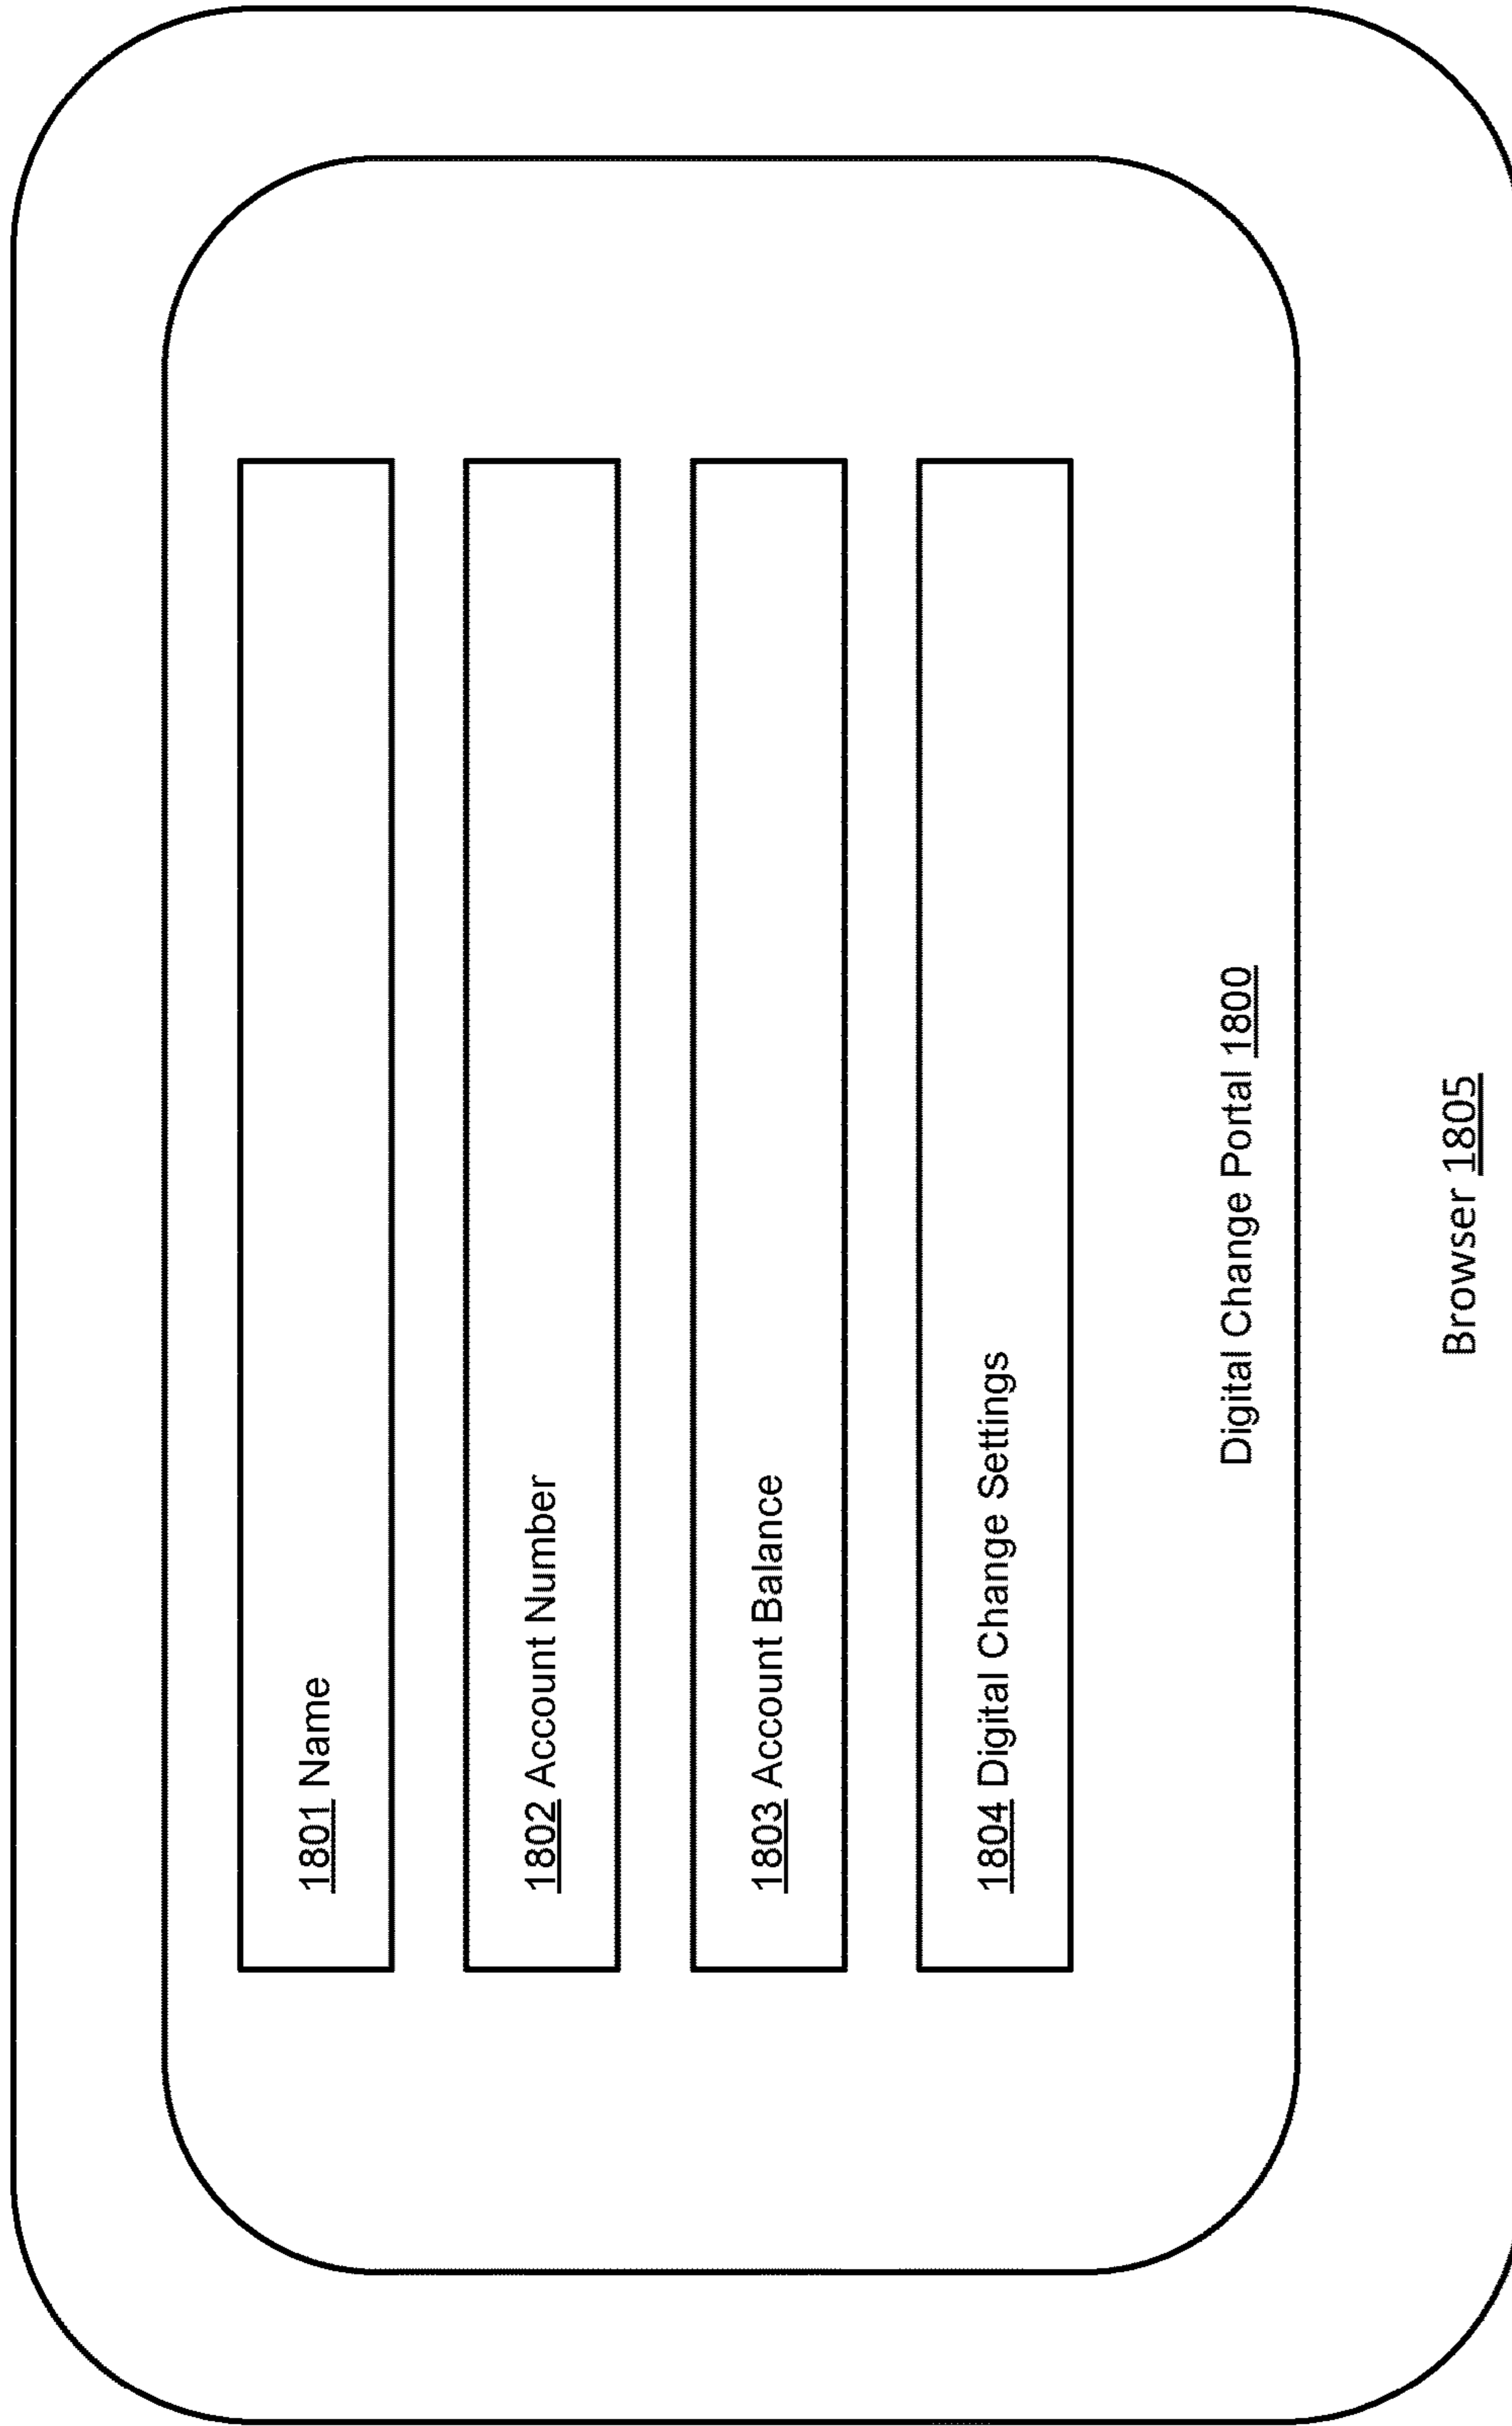 1801 Name
1802 Account Number
1803 Account Balance
1804 Digital Change Settings
Digital Change Portal 1800
Browser 1805